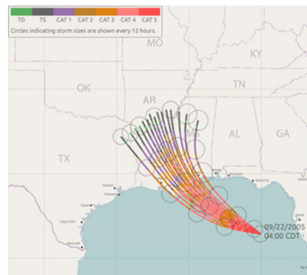 TD TS CAT 1 CAT 2 CAT 3 CAT 4 CAT 5
Circles indicating storm sizes are shown every 12 hours.
MO
KY
OK
AR
TN
TX
AL
GA
09/22/2005
04:00 CDT